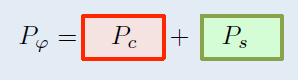 P_φ = P_c + P_s